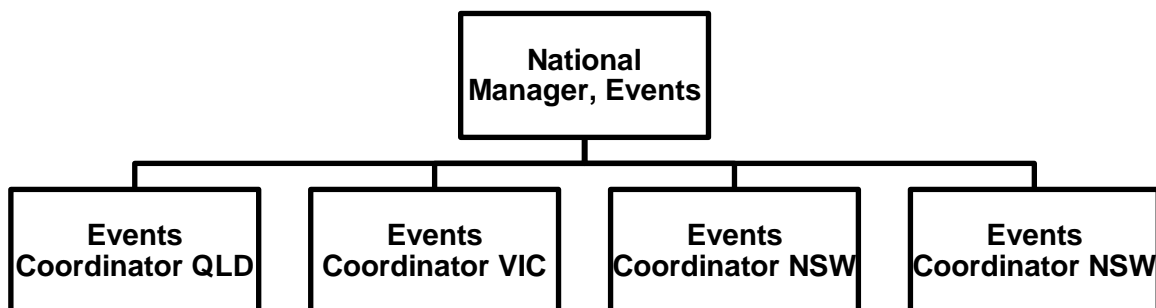 National
Manager, Events
Events
Coordinator QLD
Events
Coordinator VIC
Events
Coordinator NSW
Events
Coordinator NSW